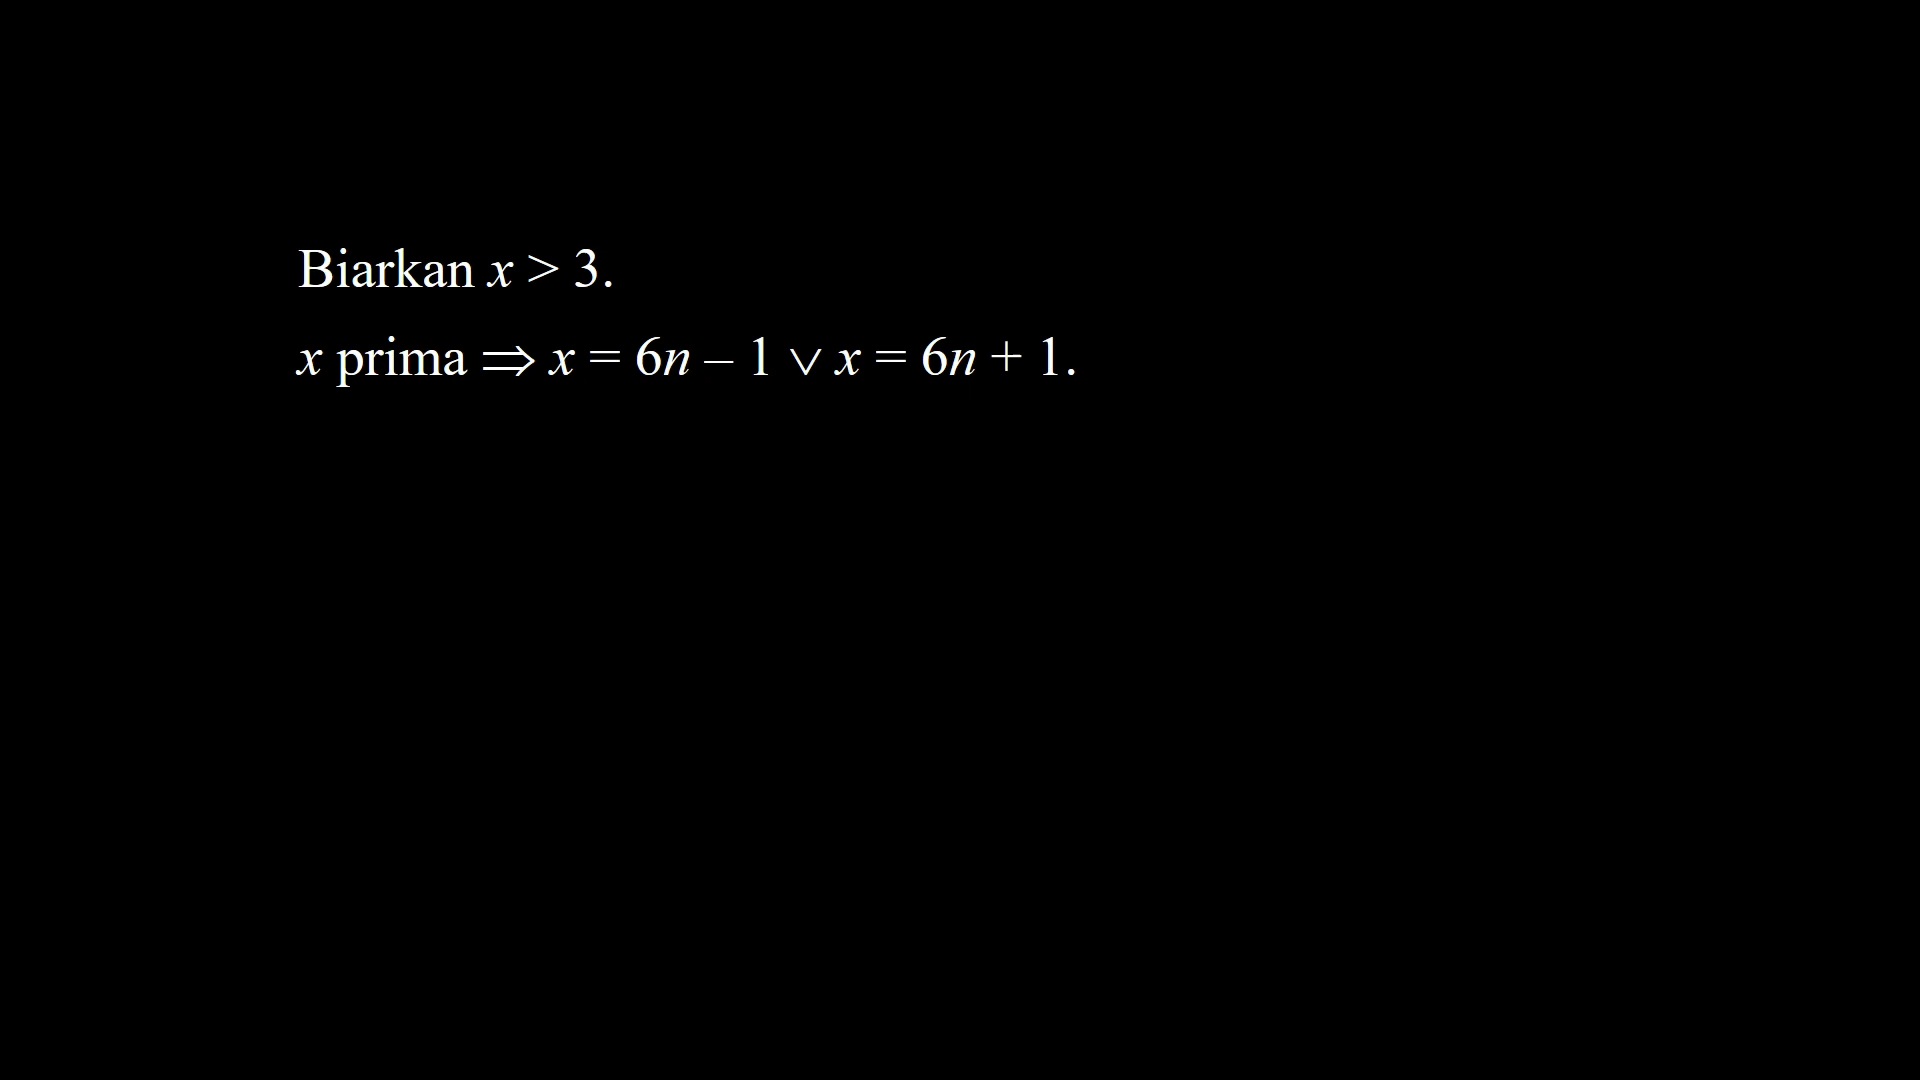 Biarkan x > 3.
x prima ⇒ x = 6n – 1 ∨ x = 6n + 1.